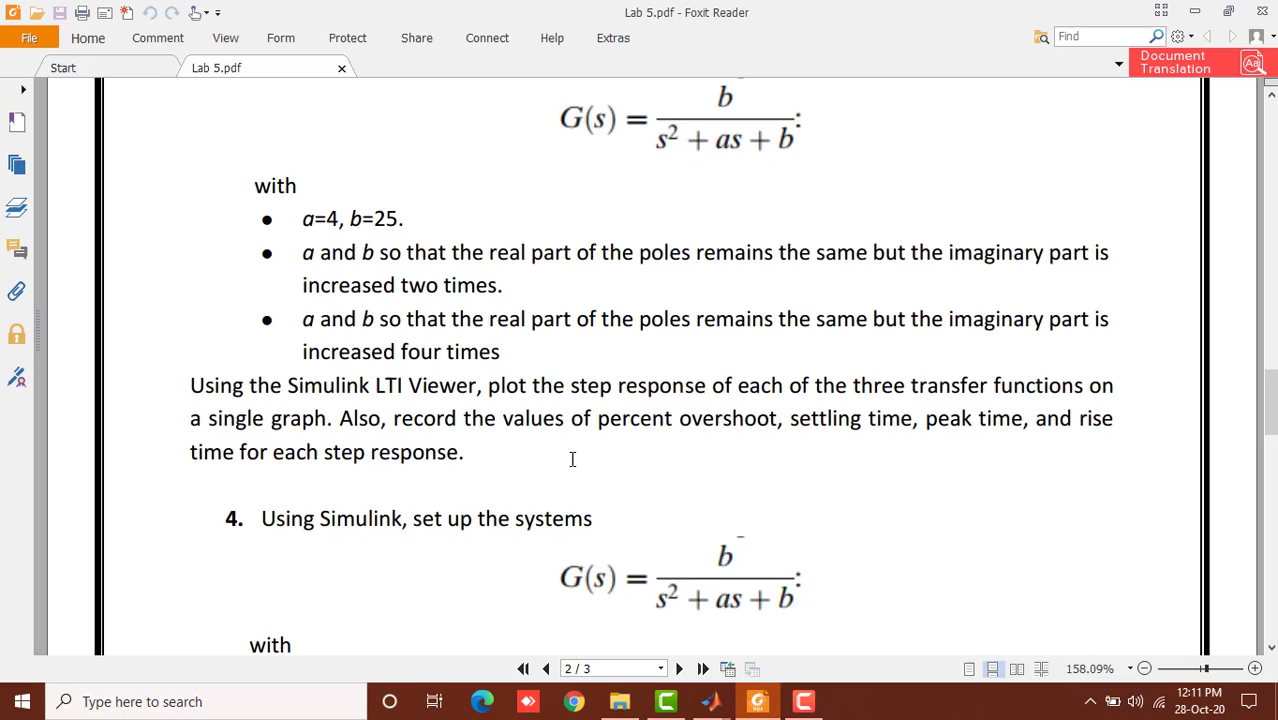 Lab 5.pdf - Foxit Reader
File Home Comment View Form Protect Share Connect Help Extras Find
Start Lab 5.pdf Document
Translation
G(s) = b / (s² + as + b) :
with
● a=4, b=25.
● a and b so that the real part of the poles remains the same but the imaginary part is
increased two times.
● a and b so that the real part of the poles remains the same but the imaginary part is
increased four times
Using the Simulink LTI Viewer, plot the step response of each of the three transfer functions on
a single graph. Also, record the values of percent overshoot, settling time, peak time, and rise
time for each step response.
4. Using Simulink, set up the systems
G(s) = b / (s² + as + b) :
with
2 / 3 158.09%
Type here to search 12:11 PM
28-Oct-20